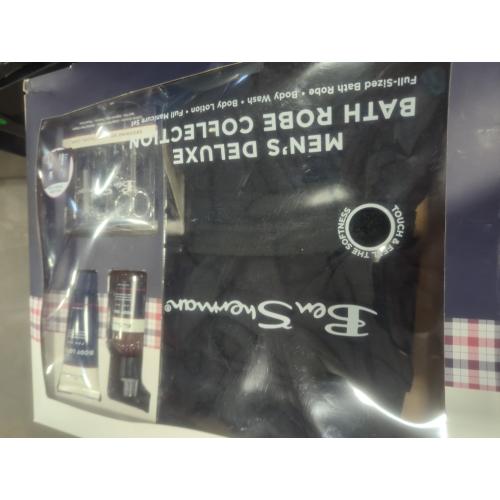 Ben Sherman®
TOUCH & FEEL THE SOFTNESS
MEN'S DELUXE
BATH ROBE COLLECTION
Full-Sized Bath Robe • Body Wash • Body Lotion • Full Manicure Set
BODY